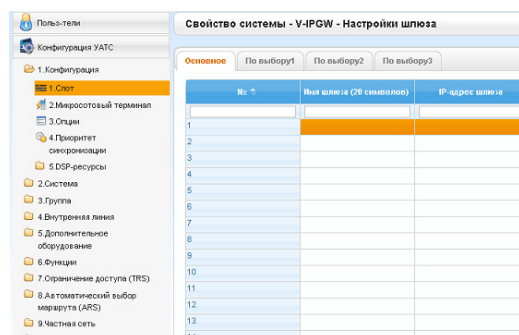 Польз-тели
Конфигурация УАТС
1.Конфигурация
1.Слот
2.Микросотовый терминал
3.Опции
4.Приоритет
синхронизации
5.DSP-ресурсы
2.Система
3.Группа
4.Внутренняя линия
5.Дополнительное
оборудование
6.Функции
7.Ограничение доступа (TRS)
8.Автоматический выбор
маршрута (ARS)
9.Частная сеть
Свойство системы - V-IPGW - Настройки шлюза
Основное По выбору1 По выбору2 По выбору3
№ Имя шлюза (20 символов) IP-адрес шлюза
1
2
3
4
5
6
7
8
9
10
11
12
13